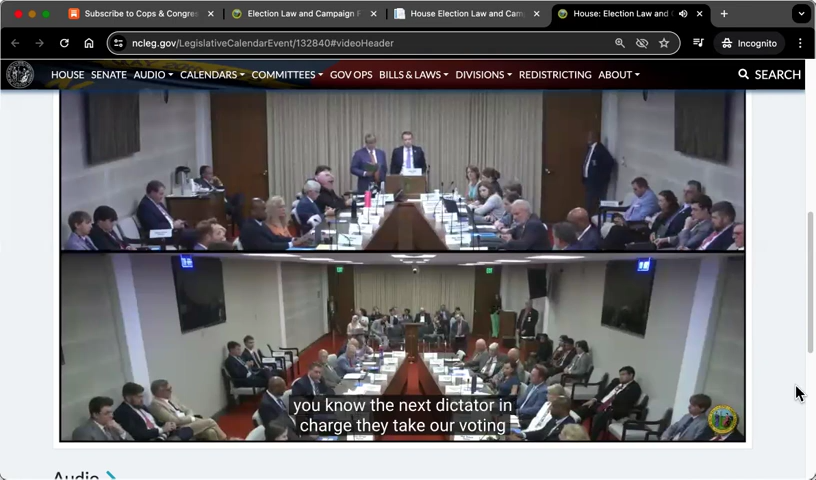 Subscribe to Cops & Congres
Election Law and Campaign F
House Election Law and Cam
House: Election Law and
ncleg.gov/LegislativeCalendarEvent/132840#videoHeader
Incognito
HOUSE SENATE AUDIO CALENDARS COMMITTEES GOV OPS BILLS & LAWS DIVISIONS REDISTRICTING ABOUT SEARCH
you know the next dictator in
charge they take our voting
Audio